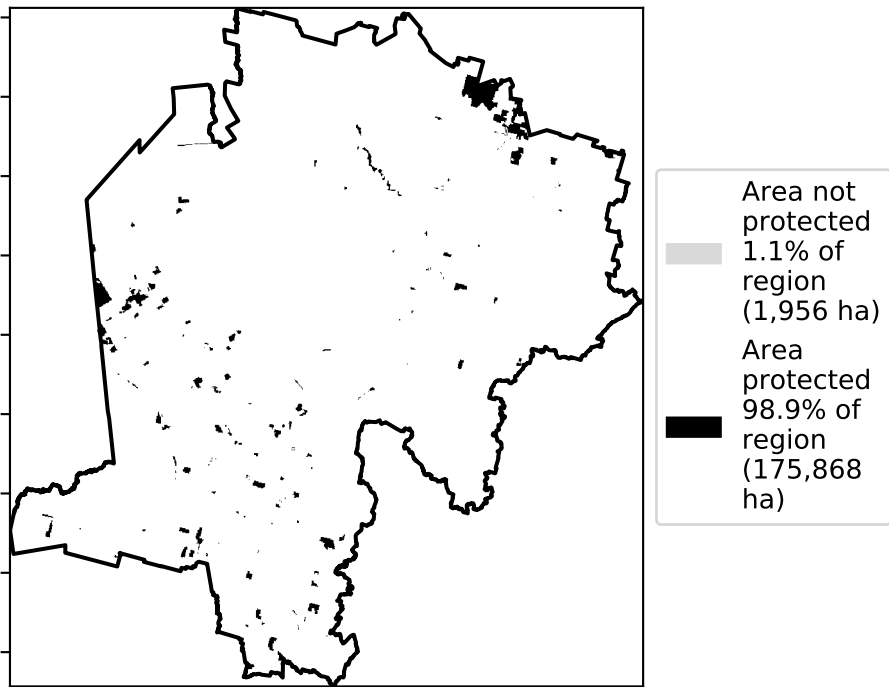 Area not
protected
1.1% of
region
(1,956 ha)
Area
protected
98.9% of
region
(175,868
ha)